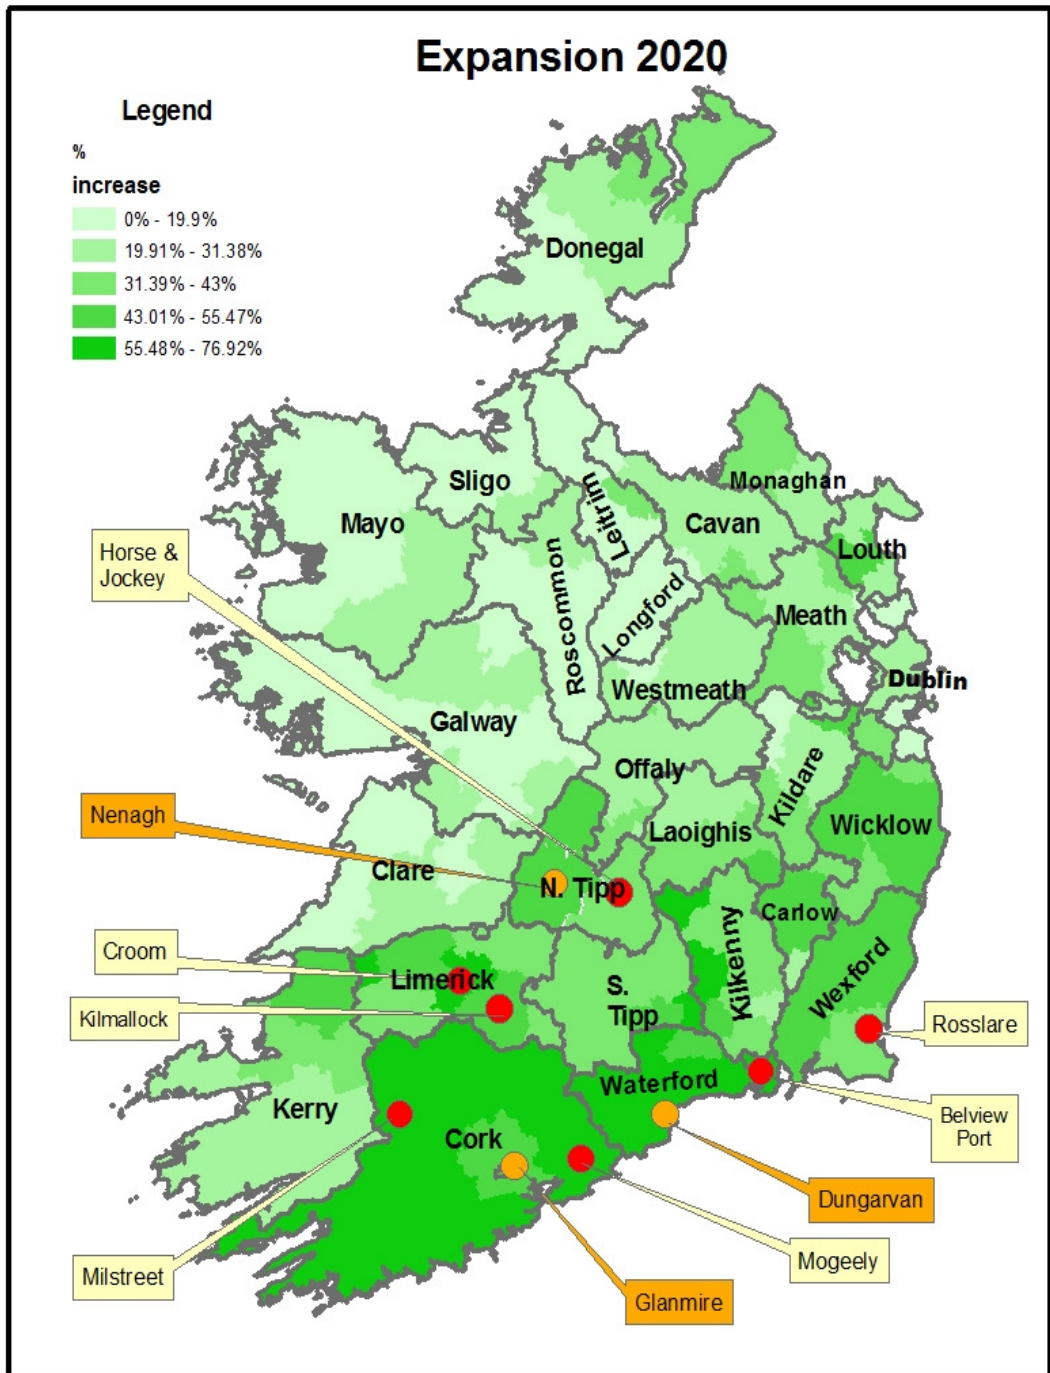 Expansion 2020
Legend
%
increase
0% - 19.9%
19.91% - 31.38%
31.39% - 43%
43.01% - 55.47%
55.48% - 76.92%
Donegal
Sligo
Leitrim
Monaghan
Mayo
Cavan
Louth
Horse &
Jockey
Roscommon
Longford
Meath
Westmeath
Dublin
Galway
Offaly
Kildare
Nenagh
Laoighis
Wicklow
Clare
N. Tipp
Carlow
Kilkenny
Wexford
Croom
Limerick
S.
Tipp
Kilmallock
Rosslare
Waterford
Kerry
Cork
Belview
Port
Dungarvan
Mogeely
Milstreet
Glanmire